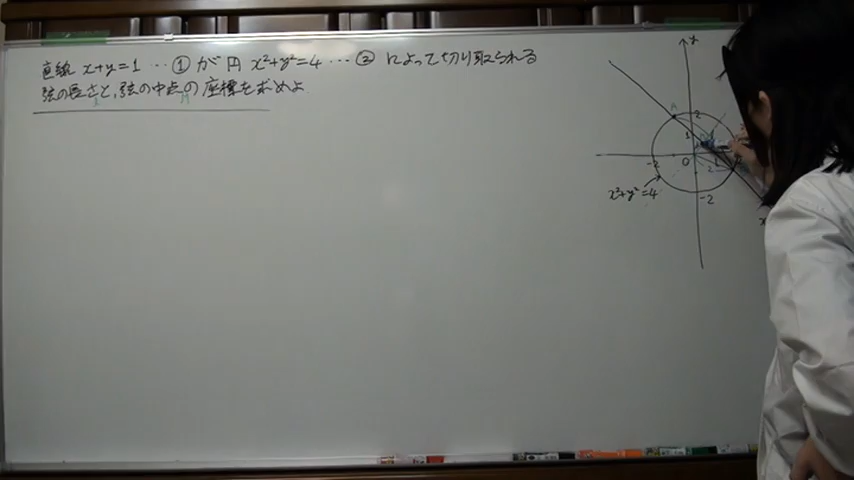 直線 x+y=1 … ① が 円 x²+y²=4 … ② によって切り取られる
弦の長さと, 弦の中点の 座標を求めよ
l
M
y
A
2
1
-2
O
1
2
x²+y²=4
-2
x